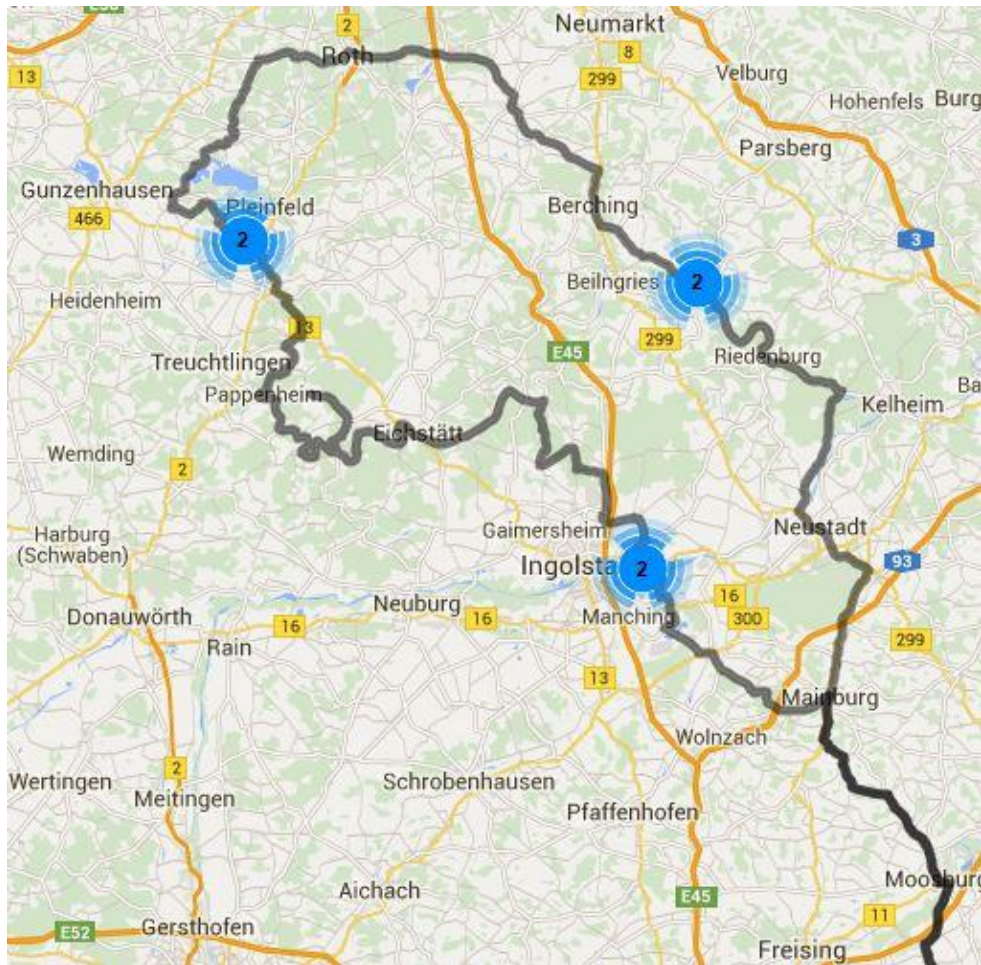 E50
2
Neumarkt
Roth
8
13
299
Velburg
Hohenfels
Burg
Parsberg
Gunzenhausen
Pleinfeld
Berching
466
2
3
Beilngries
2
Heidenheim
13
299
E45
Riedenburg
Treuchtlingen
Pappenheim
Ba
Kelheim
Eichstätt
Wemding
2
Gaimersheim
Neustadt
Harburg
(Schwaben)
Ingolsta
2
93
Neuburg
16
Donauwörth
16
16
Manching
300
Rain
299
13
Mainburg
Wolnzach
2
Wertingen
Schrobenhausen
Meitingen
Pfaffenhofen
Aichach
E45
Moosburg
11
E52
Gersthofen
Freising